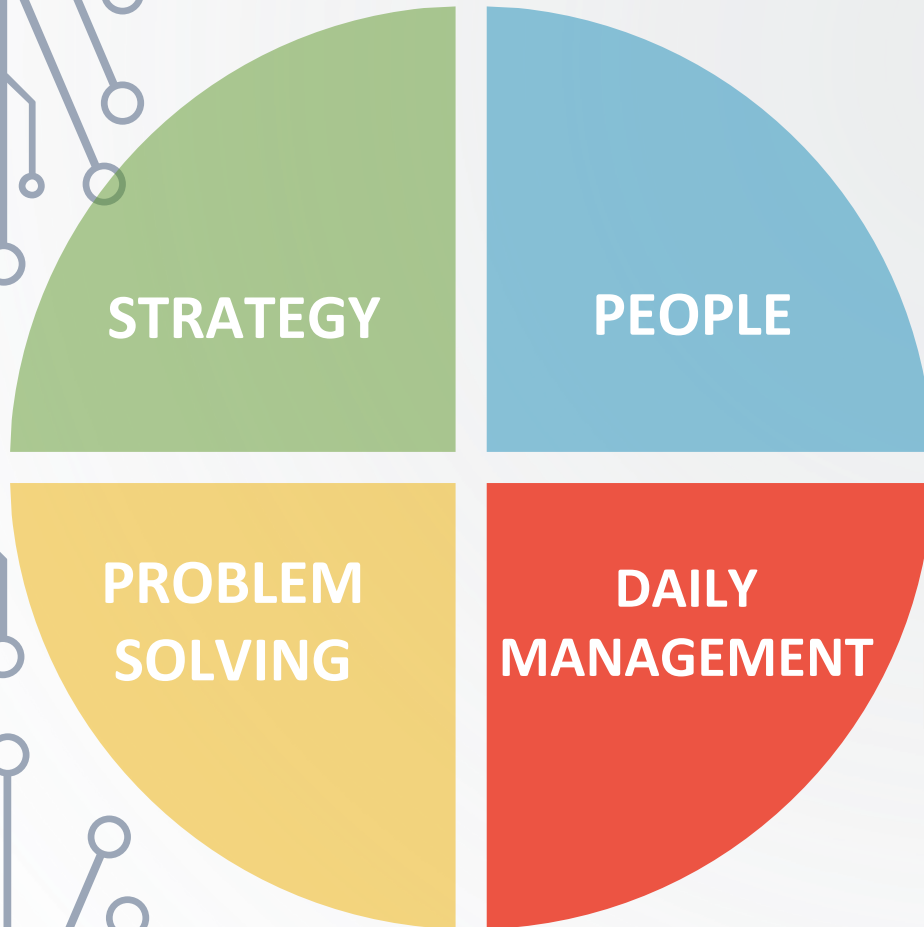 STRATEGY
PEOPLE
PROBLEM
SOLVING
DAILY
MANAGEMENT